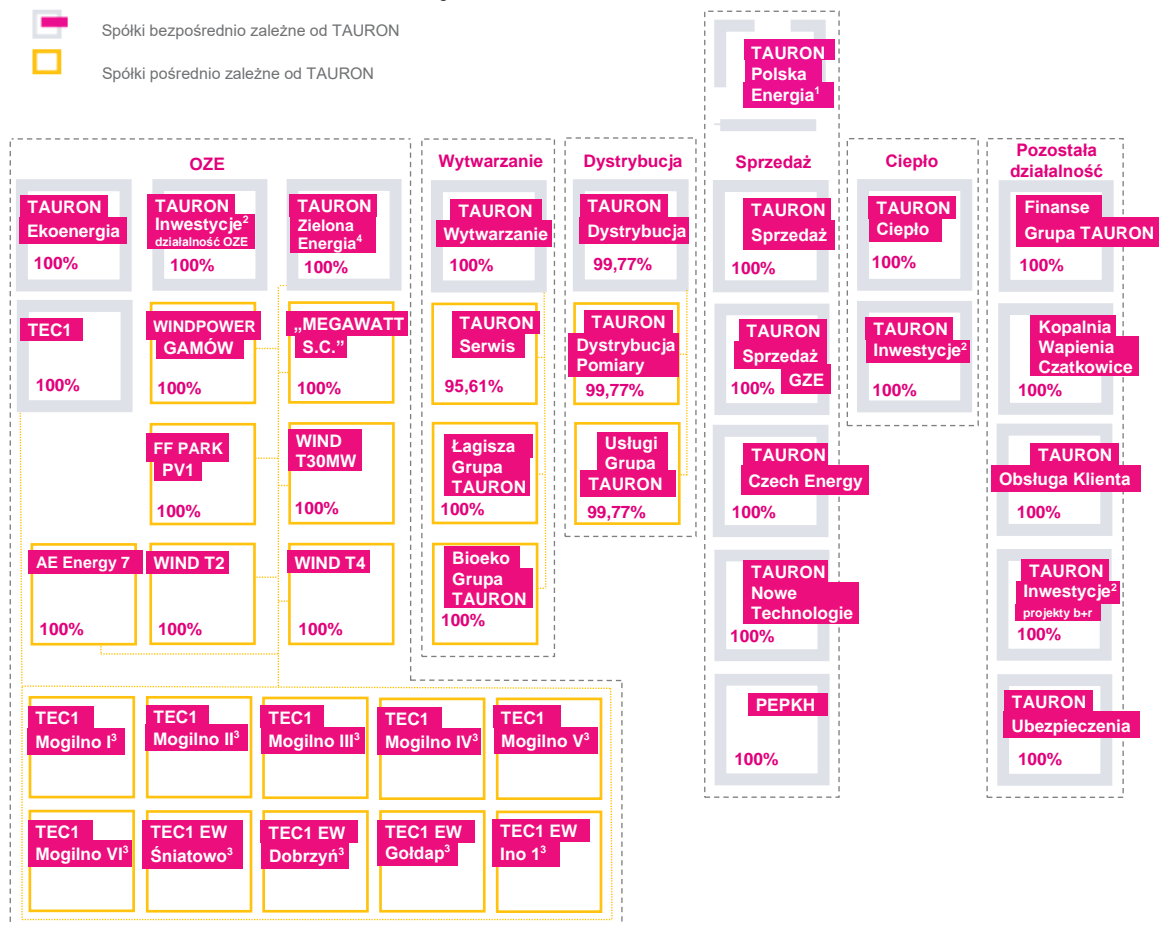 Spółki bezpośrednio zależne od TAURON
Spółki pośrednio zależne od TAURON
TAURON
Polska
Energia¹
OZE
TAURON
Ekoenergia
100%
TAURON
Inwestycje²
działalność OZE
100%
TAURON
Zielona
Energia⁴
100%
TEC1
100%
WINDPOWER
GAMÓW
100%
„MEGAWATT
S.C.”
100%
FF PARK
PV1
100%
WIND
T30MW
100%
AE Energy 7
100%
WIND T2
100%
WIND T4
100%
TEC1
Mogilno I³
TEC1
Mogilno II³
TEC1
Mogilno III³
TEC1
Mogilno IV³
TEC1
Mogilno V³
TEC1
Mogilno VI³
TEC1 EW
Śniatowo³
TEC1 EW
Dobrzyń³
TEC1 EW
Gołdap³
TEC1 EW
Ino 1³
Wytwarzanie
TAURON
Wytwarzanie
100%
TAURON
Serwis
95,61%
Łagisza
Grupa
TAURON
100%
Bioeko
Grupa
TAURON
100%
Dystrybucja
TAURON
Dystrybucja
99,77%
TAURON
Dystrybucja
Pomiary
99,77%
Usługi
Grupa
TAURON
99,77%
Sprzedaż
TAURON
Sprzedaż
100%
TAURON
Sprzedaż
GZE
100%
TAURON
Czech Energy
100%
TAURON
Nowe
Technologie
100%
PEPKH
100%
Ciepło
TAURON
Ciepło
100%
TAURON
Inwestycje²
100%
Pozostała
działalność
Finanse
Grupa TAURON
100%
Kopalnia
Wapienia
Czatkowice
100%
TAURON
Obsługa Klienta
100%
TAURON
Inwestycje²
projekty b+r
100%
TAURON
Ubezpieczenia
100%